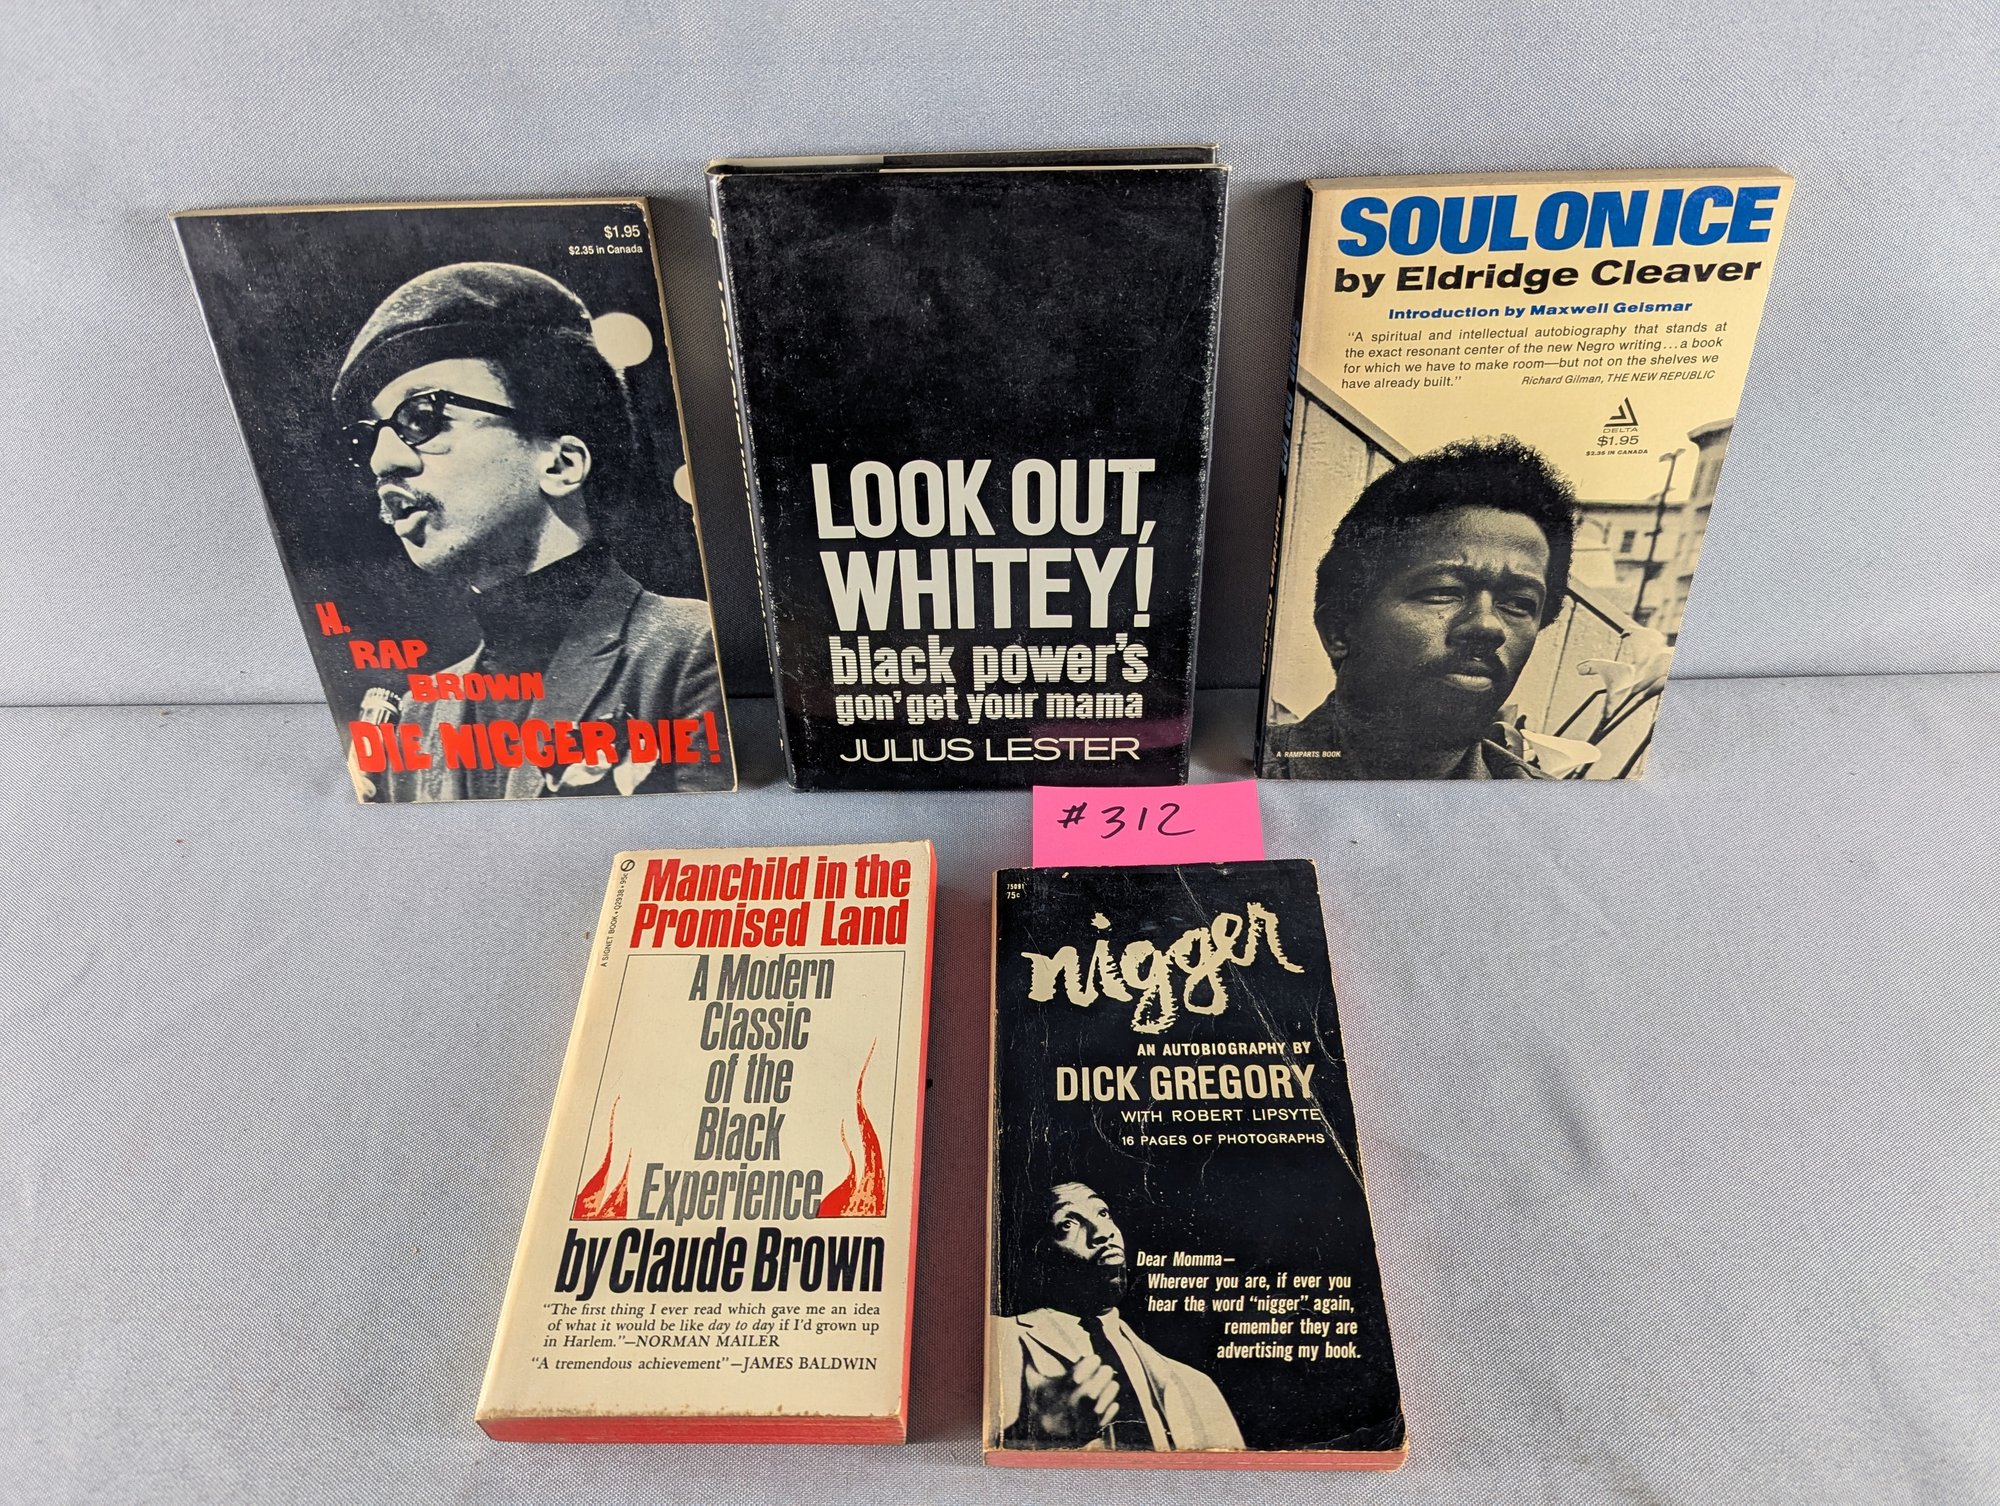 $1.95
$2.35 in Canada
H.
RAP
BROWN
DIE NIGGER DIE!
LOOK OUT,
WHITEY!
black power's
gon' get your mama
JULIUS LESTER
SOUL ON ICE
by Eldridge Cleaver
Introduction by Maxwell Geismar
"A spiritual and intellectual autobiography that stands at
the exact resonant center of the new Negro writing...a book
for which we have to make room—but not on the shelves we
have already built." Richard Gilman, THE NEW REPUBLIC
DELTA
$1.95
$2.35 IN CANADA
A RAMPARTS BOOK
#312
A SIGNET BOOK • Q2938 • 95c
Manchild in the
Promised Land
A Modern
Classic
of the
Black
Experience
by Claude Brown
"The first thing I ever read which gave me an idea
of what it would be like day to day if I'd grown up
in Harlem."—NORMAN MAILER
"A tremendous achievement"—JAMES BALDWIN
75091
75c
nigger
AN AUTOBIOGRAPHY BY
DICK GREGORY
WITH ROBERT LIPSYTE
16 PAGES OF PHOTOGRAPHS
Dear Momma—
Wherever you are, if ever you
hear the word "nigger" again,
remember they are
advertising my book.